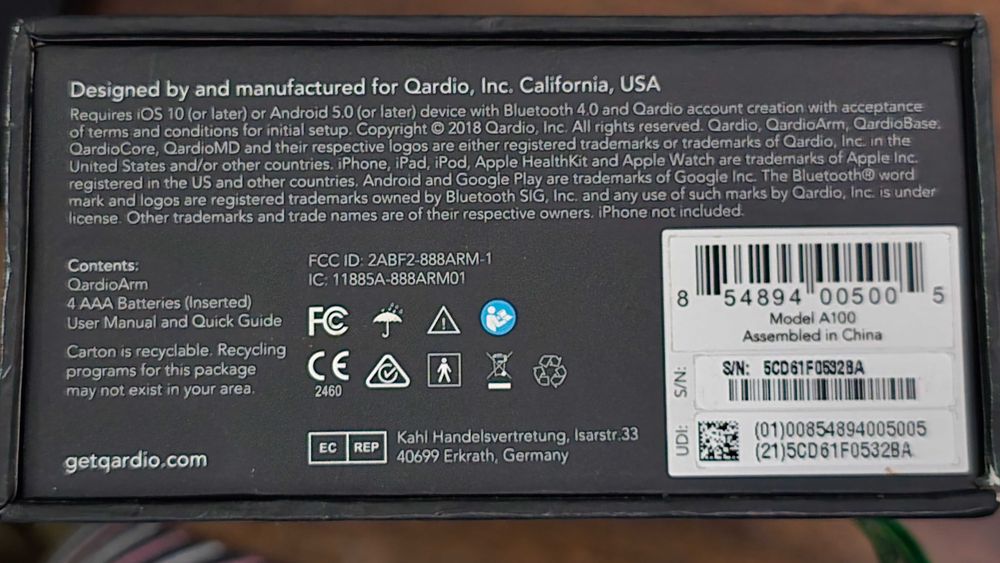 Designed by and manufactured for Qardio, Inc. California, USA
Requires iOS 10 (or later) or Android 5.0 (or later) device with Bluetooth 4.0 and Qardio account creation with acceptance
of terms and conditions for initial setup. Copyright © 2018 Qardio, Inc. All rights reserved. Qardio, QardioArm, QardioBase,
QardioCore, QardioMD and their respective logos are either registered trademarks or trademarks of Qardio, Inc. in the
United States and/or other countries. iPhone, iPad, iPod, Apple HealthKit and Apple Watch are trademarks of Apple Inc.
registered in the US and other countries. Android and Google Play are trademarks of Google Inc. The Bluetooth® word
mark and logos are registered trademarks owned by Bluetooth SIG, Inc. and any use of such marks by Qardio, Inc. is under
license. Other trademarks and trade names are of their respective owners. iPhone not included.
Contents:
QardioArm
4 AAA Batteries (Inserted)
User Manual and Quick Guide
Carton is recyclable. Recycling
programs for this package
may not exist in your area.
getqardio.com
FCC ID: 2ABF2-888ARM-1
IC: 11885A-888ARM01
FC
CE
2460
EC REP
Kahl Handelsvertretung, Isarstr.33
40699 Erkrath, Germany
8 54894 00500 5
Model A100
Assembled in China
S/N:
S/N: 5CD61F0532BA
UDI:
(01)00854894005005
(21)5CD61F0532BA